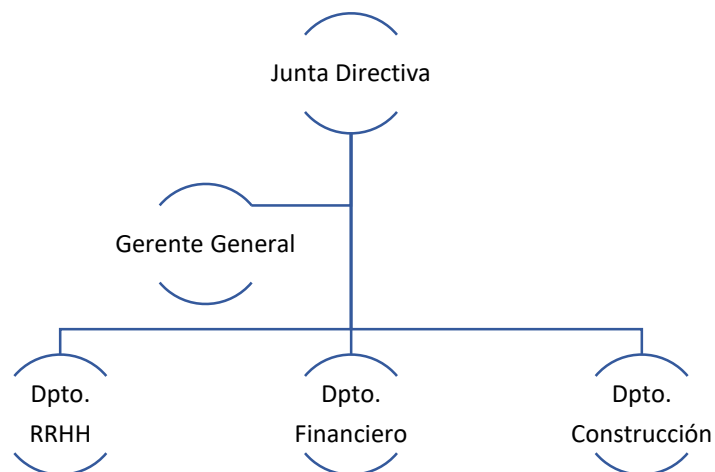 Junta Directiva
Gerente General
Dpto.
RRHH
Dpto.
Financiero
Dpto.
Construcción